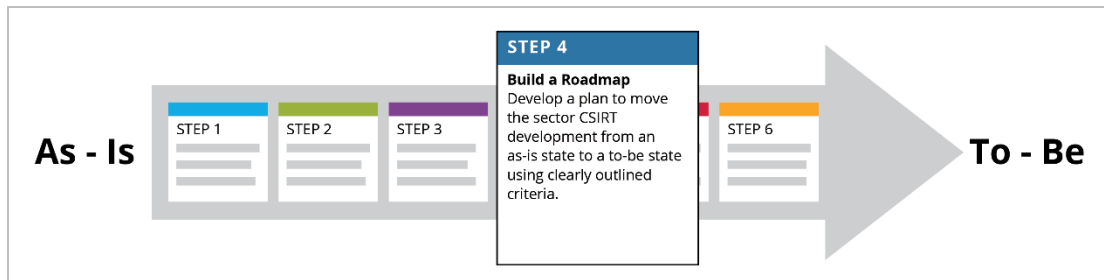 As - Is
STEP 1
STEP 2
STEP 3
STEP 4
Build a Roadmap
Develop a plan to move
the sector CSIRT
development from an
as-is state to a to-be state
using clearly outlined
criteria.
STEP 6
To - Be